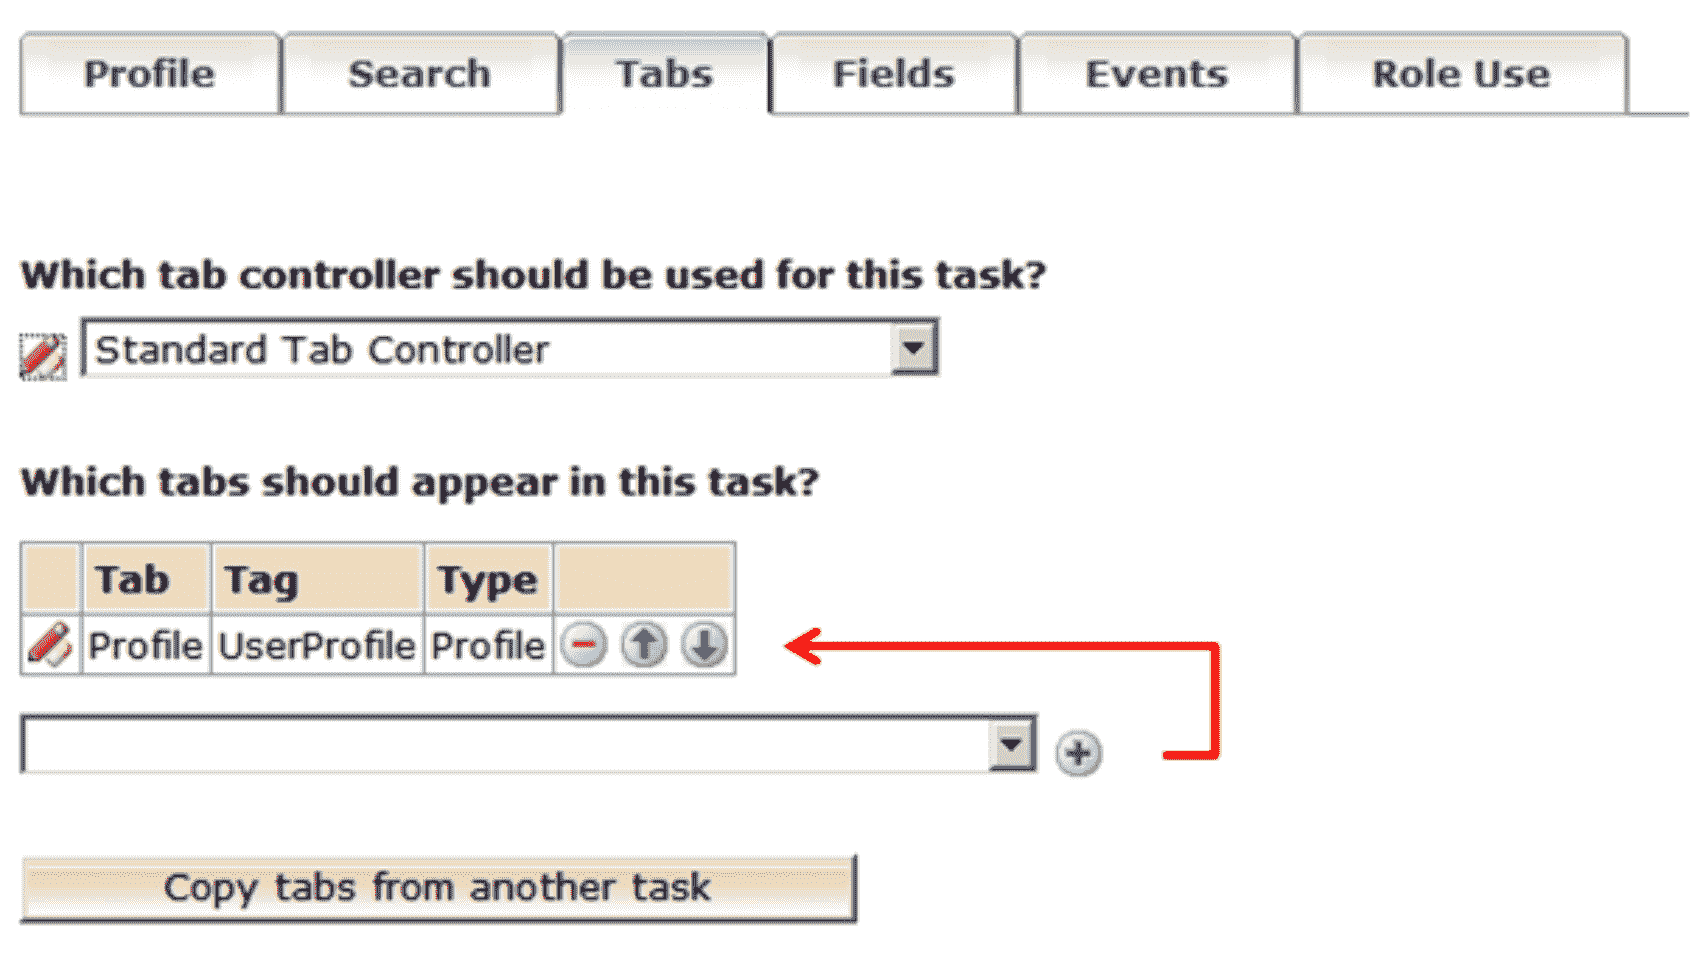 Profile Search Tabs Fields Events Role Use
Which tab controller should be used for this task?
Standard Tab Controller
Which tabs should appear in this task?
Tab Tag Type
Profile UserProfile Profile
Copy tabs from another task